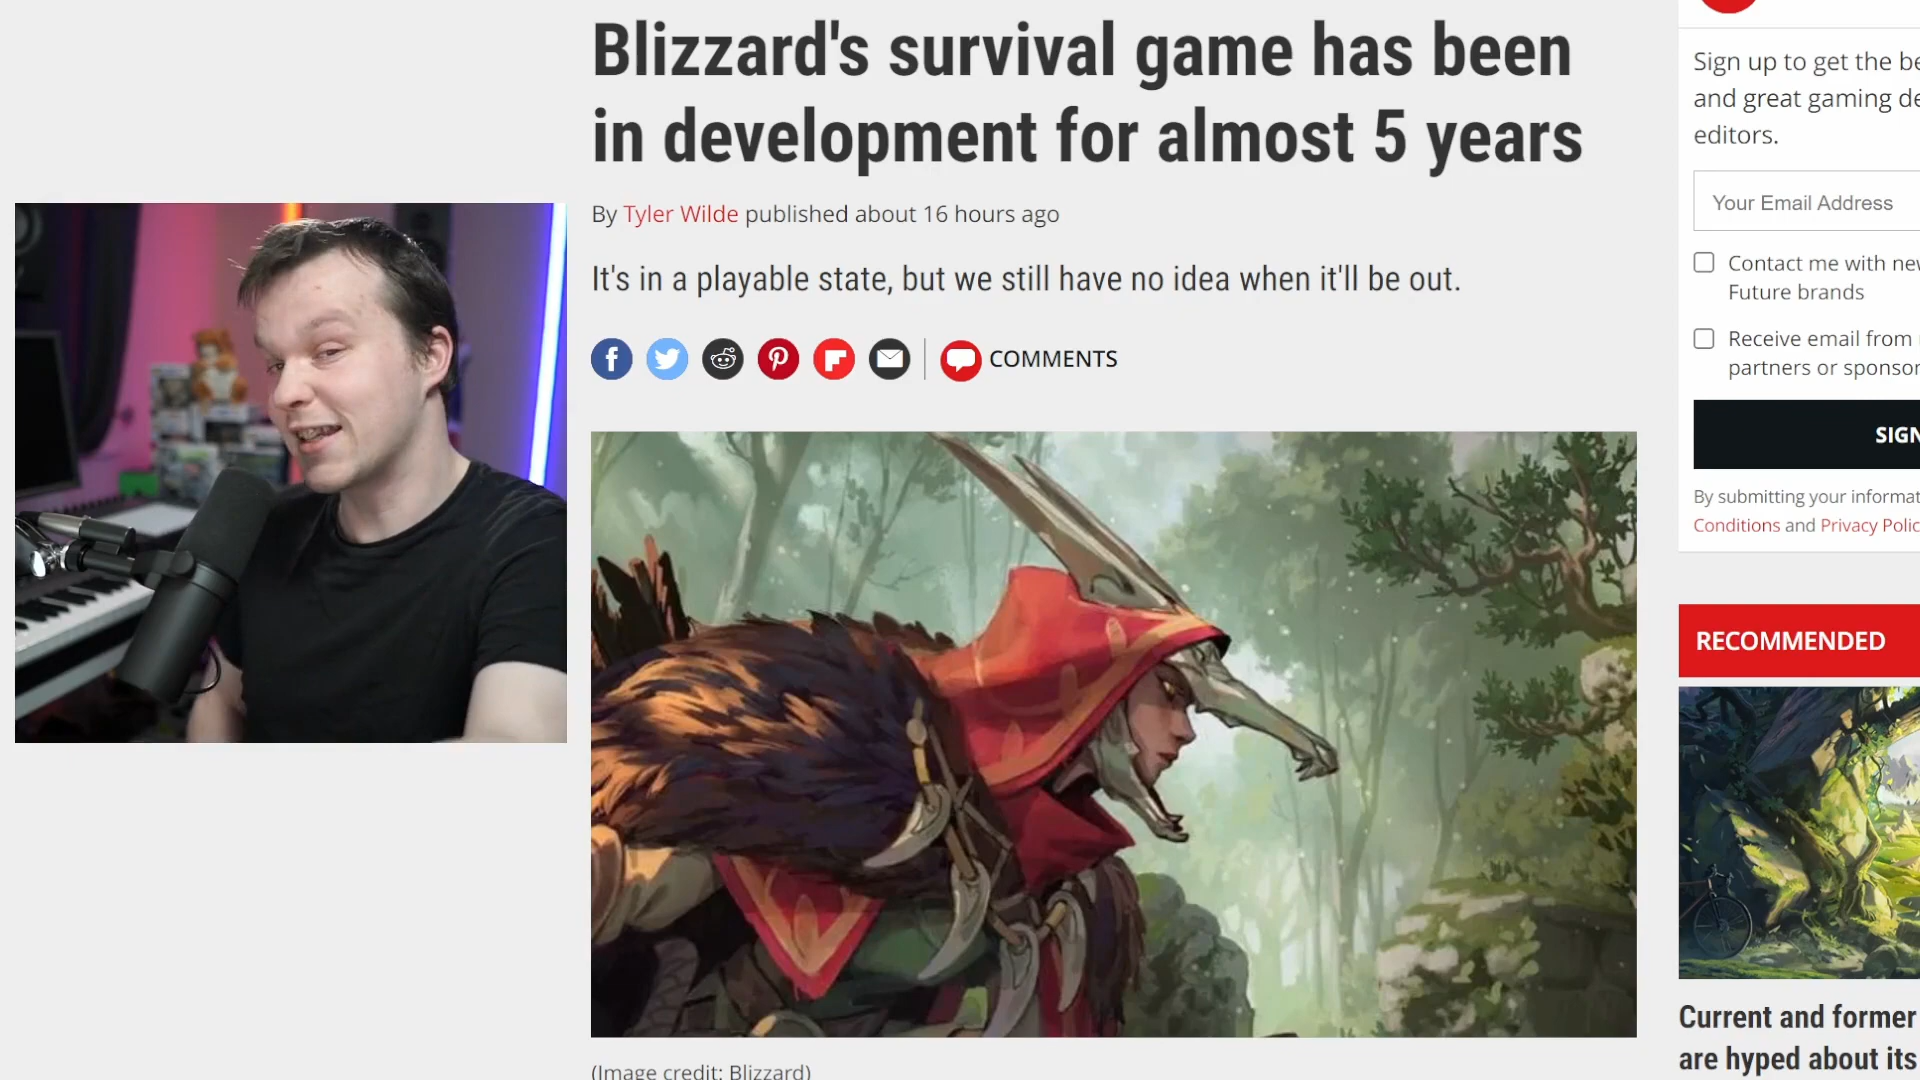 Blizzard's survival game has been
in development for almost 5 years
By Tyler Wilde published about 16 hours ago
It's in a playable state, but we still have no idea when it'll be out.
COMMENTS
(Image credit: Blizzard)
Sign up to get the be
and great gaming de
editors.
Your Email Address
Contact me with new
Future brands
Receive email from
partners or sponsor
SIGN
By submitting your informat
Conditions and Privacy Polic
RECOMMENDED
Current and former
are hyped about its